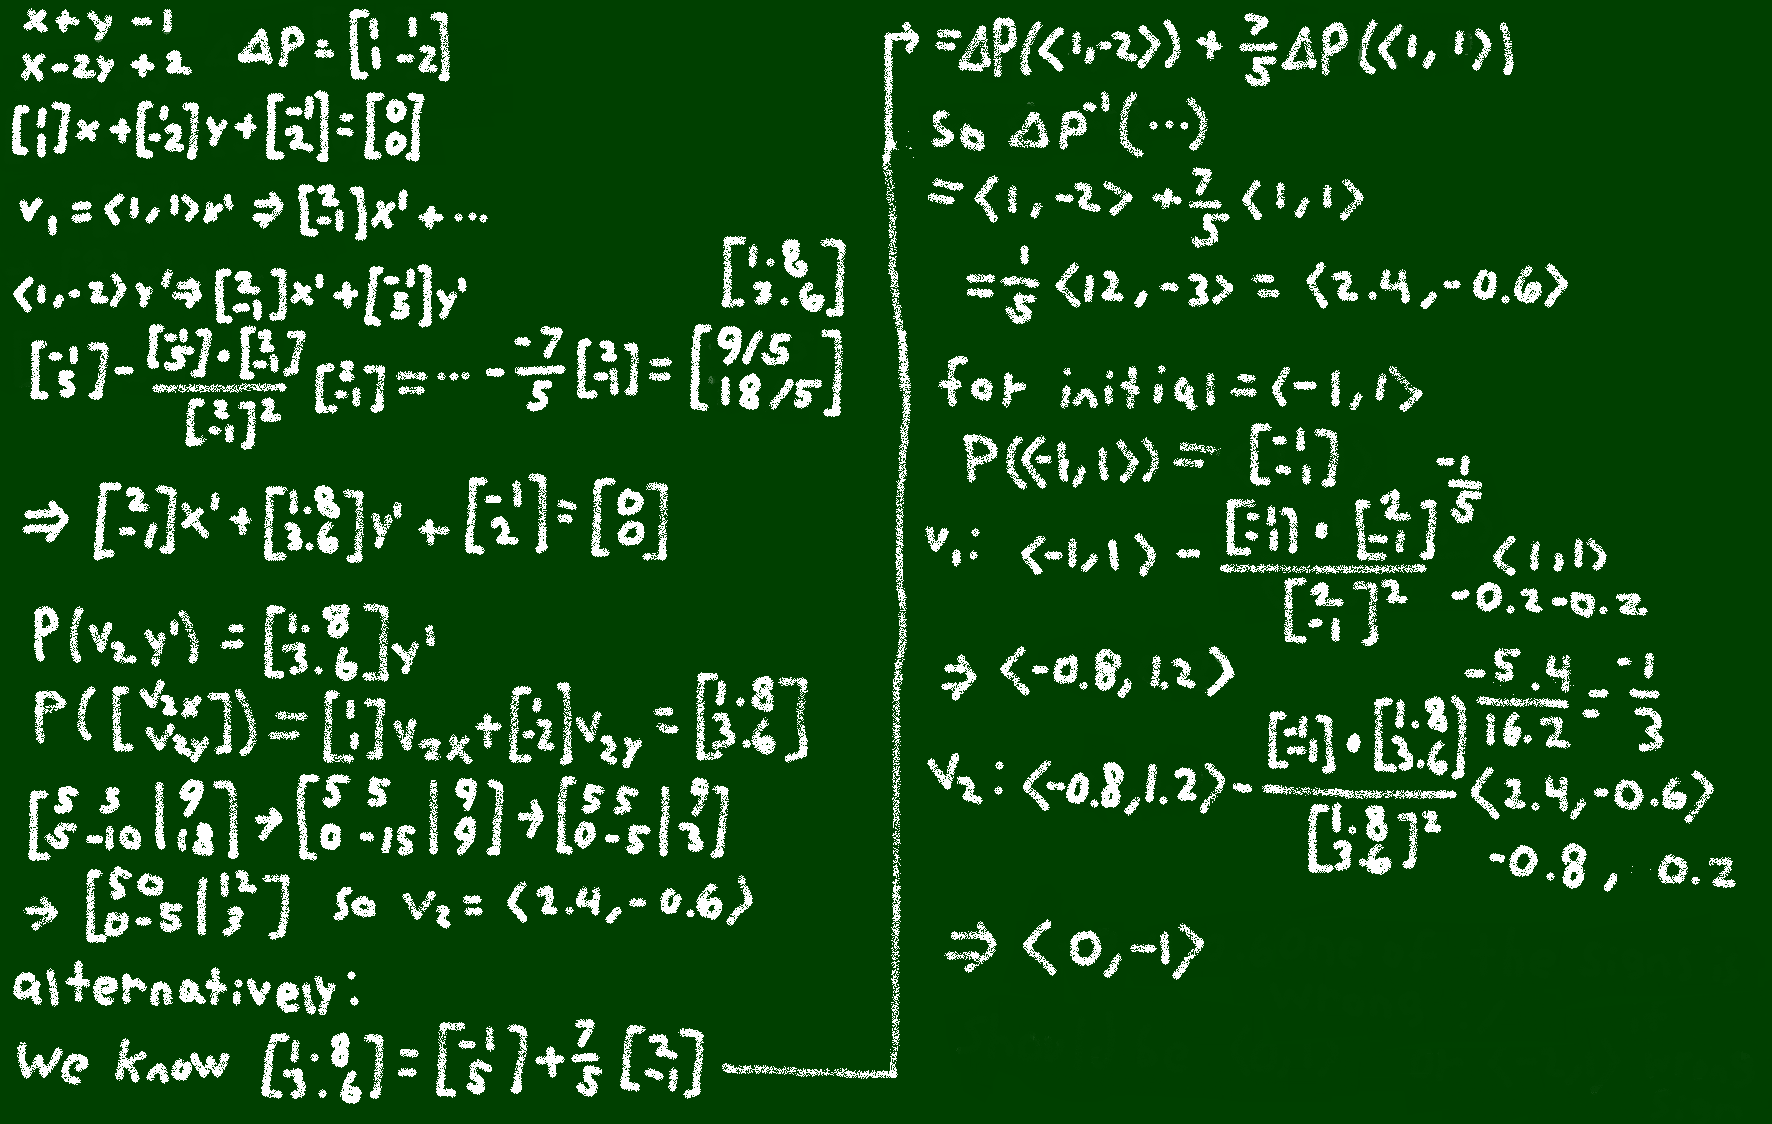 x+y -1
x-2y+2 ΔP=[1 1; 1 -2]
[1; 1]x+[1; -2]y+[-1; 2]=[0; 0]
v₁=<1,1>x' ⇒ [2; -1]x'+...
<1,-2>y' ⇒ [2; -1]x'+[-1; 5]y'
[1.8; 3.6]
[-1; 5] - ([-1; 5]·[2; -1])/([2; -1]²) [2; -1] = ... - -7/5 [2; -1] = [9/5; 18/5]
⇒ [2; -1]x'+[1.8; 3.6]y'+[-1; 2]=[0; 0]
P(v₂y')=[1.8; 3.6]y'
P([v₂x; v₂y])=[1; 1]v₂x+[1; -2]v₂y=[1.8; 3.6]
[5 5 | 9; 5 -10 | 18] → [5 5 | 9; 0 -15 | 9] → [5 5 | 9; 0 -5 | 3]
→ [5 0 | 12; 0 -5 | 3] so v₂=<2.4,-0.6>
alternatively:
we know [1.8; 3.6]=[-1; 5]+7/5[2; -1]
=ΔP(<1,-2>)+7/5ΔP(<1,1>)
so ΔP⁻¹(...)
=<1,-2>+7/5<1,1>
=1/5<12,-3>=<2.4,-0.6>
for initial=<-1,1>
P(<-1,1>)=[-1; -1]
v₁: <-1,1> - ([-1; -1]·[2; -1])/([2; -1]²) <1,1>
-1/5
-0.2 -0.2
⇒ <-0.8,1.2>
-5.4/16.2=-1/3
v₂: <-0.8,1.2> - ([-1; -1]·[1.8; 3.6])/([1.8; 3.6]²) <2.4,-0.6>
-0.8, 0.2
⇒ <0,-1>